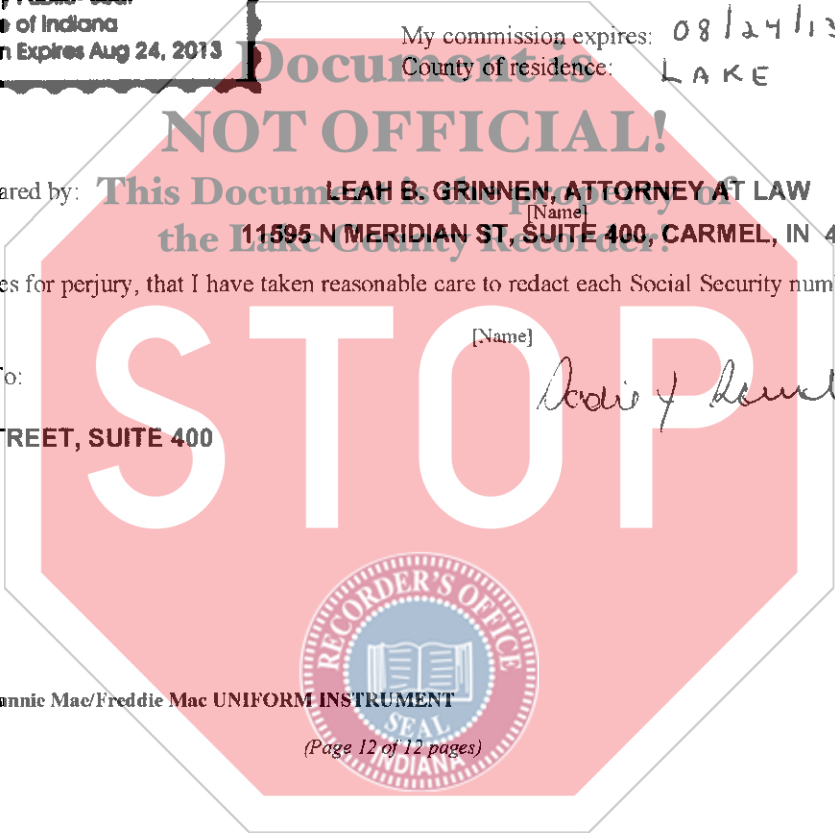 e of Indiana
n Expires Aug 24, 2013
My commission expires: 08/24/13
County of residence: LAKE
Document is
NOT OFFICIAL!
This Document is the property of
the Lake County Recorder!
ared by: LEAH B. GRINNEN, ATTORNEY AT LAW
[Name]
11595 N MERIDIAN ST, SUITE 400, CARMEL, IN 4
es for perjury, that I have taken reasonable care to redact each Social Security num
[Name]
o:
TREET, SUITE 400
STOP
RECORDER'S OFFICE
SEAL
INDIANA
annie Mae/Freddie Mac UNIFORM INSTRUMENT
(Page 12 of 12 pages)